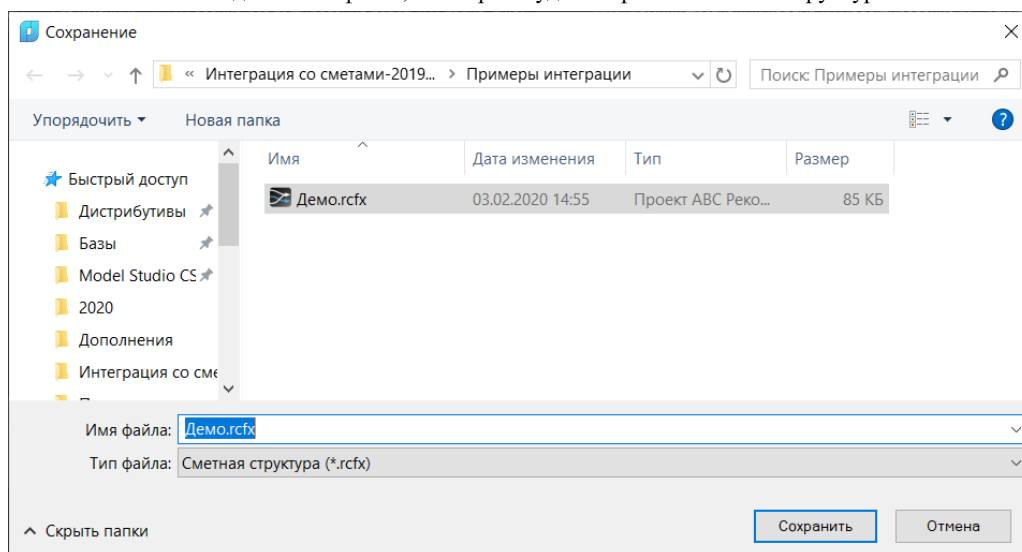 Сохранение
« Интеграция со сметами-2019... > Примеры интеграции
Поиск: Примеры интеграции
Упорядочить Новая папка
?
Имя Дата изменения Тип Размер
Быстрый доступ
Дистрибутивы
Базы
Model Studio CS
2020
Дополнения
Интеграция со сме
Демо.rcfx 03.02.2020 14:55 Проект АВС Реко... 85 КБ
Имя файла: Демо.rcfx
Тип файла: Сметная структура (*.rcfx)
Скрыть папки
Сохранить Отмена